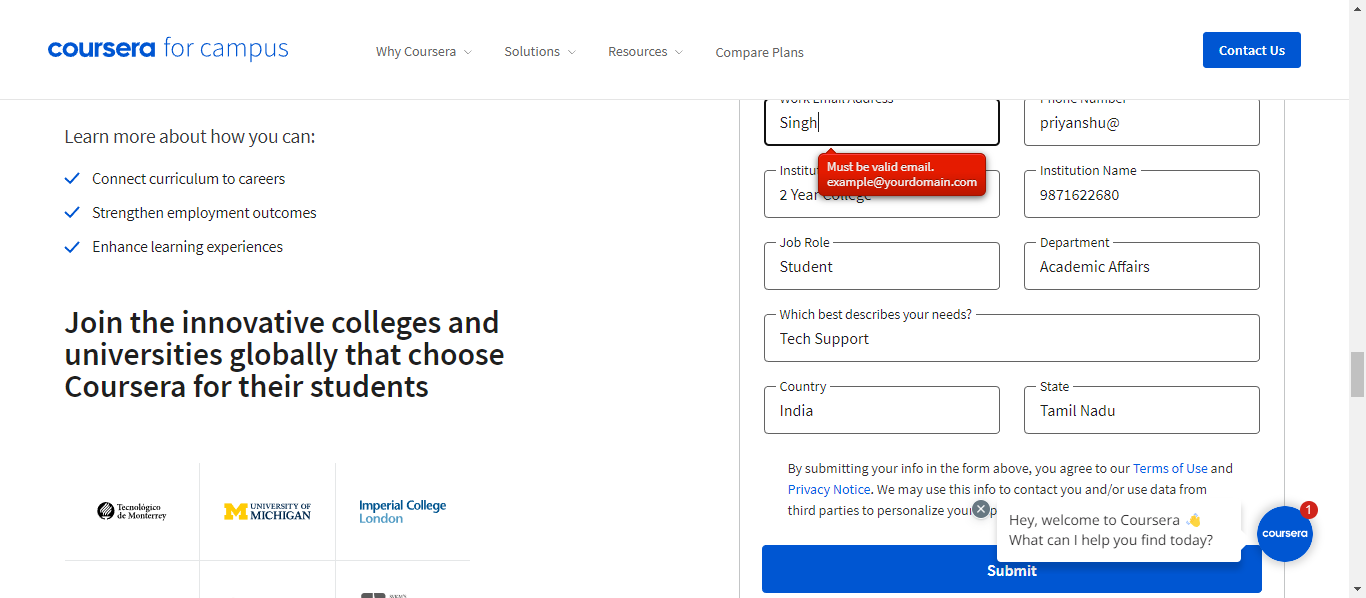 coursera for campus
Why Coursera
Solutions
Resources
Compare Plans
Contact Us
Learn more about how you can:
Connect curriculum to careers
Strengthen employment outcomes
Enhance learning experiences
Join the innovative colleges and
universities globally that choose
Coursera for their students
Tecnológico
de Monterrey
UNIVERSITY OF
MICHIGAN
Imperial College
London
Work Email Address
Singh
Phone Number
priyanshu@
Must be valid email.
example@yourdomain.com
2 Year College
Institution Name
9871622680
Job Role
Student
Department
Academic Affairs
Which best describes your needs?
Tech Support
Country
India
State
Tamil Nadu
By submitting your info in the form above, you agree to our Terms of Use and
Privacy Notice. We may use this info to contact you and/or use data from
third parties to personalize your
Hey, welcome to Coursera 👋
What can I help you find today?
coursera
1
Submit